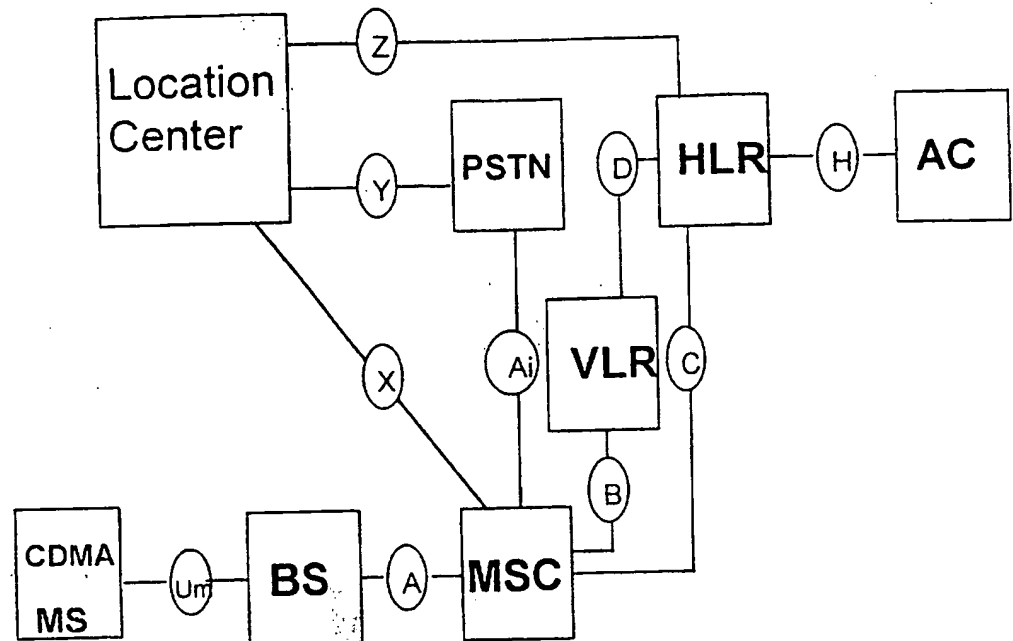 Location
Center
Z
Y
PSTN
D
HLR
H
AC
X
Ai
VLR
C
B
CDMA
MS
Um
BS
A
MSC